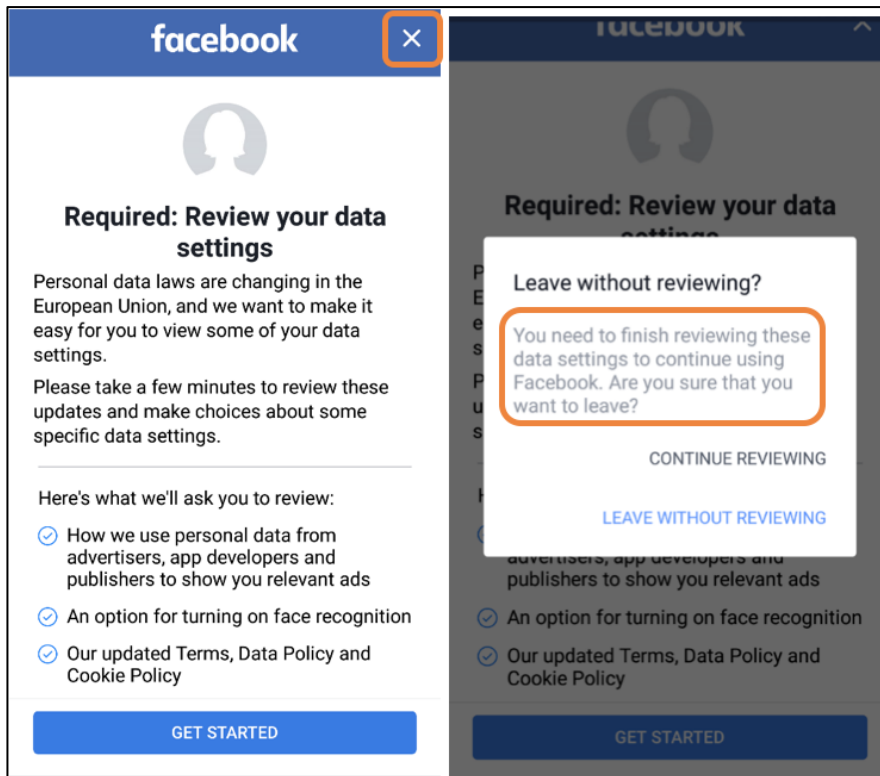 facebook
Required: Review your data
settings
Personal data laws are changing in the
European Union, and we want to make it
easy for you to view some of your data
settings.
Please take a few minutes to review these
updates and make choices about some
specific data settings.
Here's what we'll ask you to review:
How we use personal data from
advertisers, app developers and
publishers to show you relevant ads
An option for turning on face recognition
Our updated Terms, Data Policy and
Cookie Policy
GET STARTED
facebook
Required: Review your data
settings
Leave without reviewing?
You need to finish reviewing these
data settings to continue using
Facebook. Are you sure that you
want to leave?
CONTINUE REVIEWING
LEAVE WITHOUT REVIEWING
advertisers, app developers and
publishers to show you relevant ads
An option for turning on face recognition
Our updated Terms, Data Policy and
Cookie Policy
GET STARTED